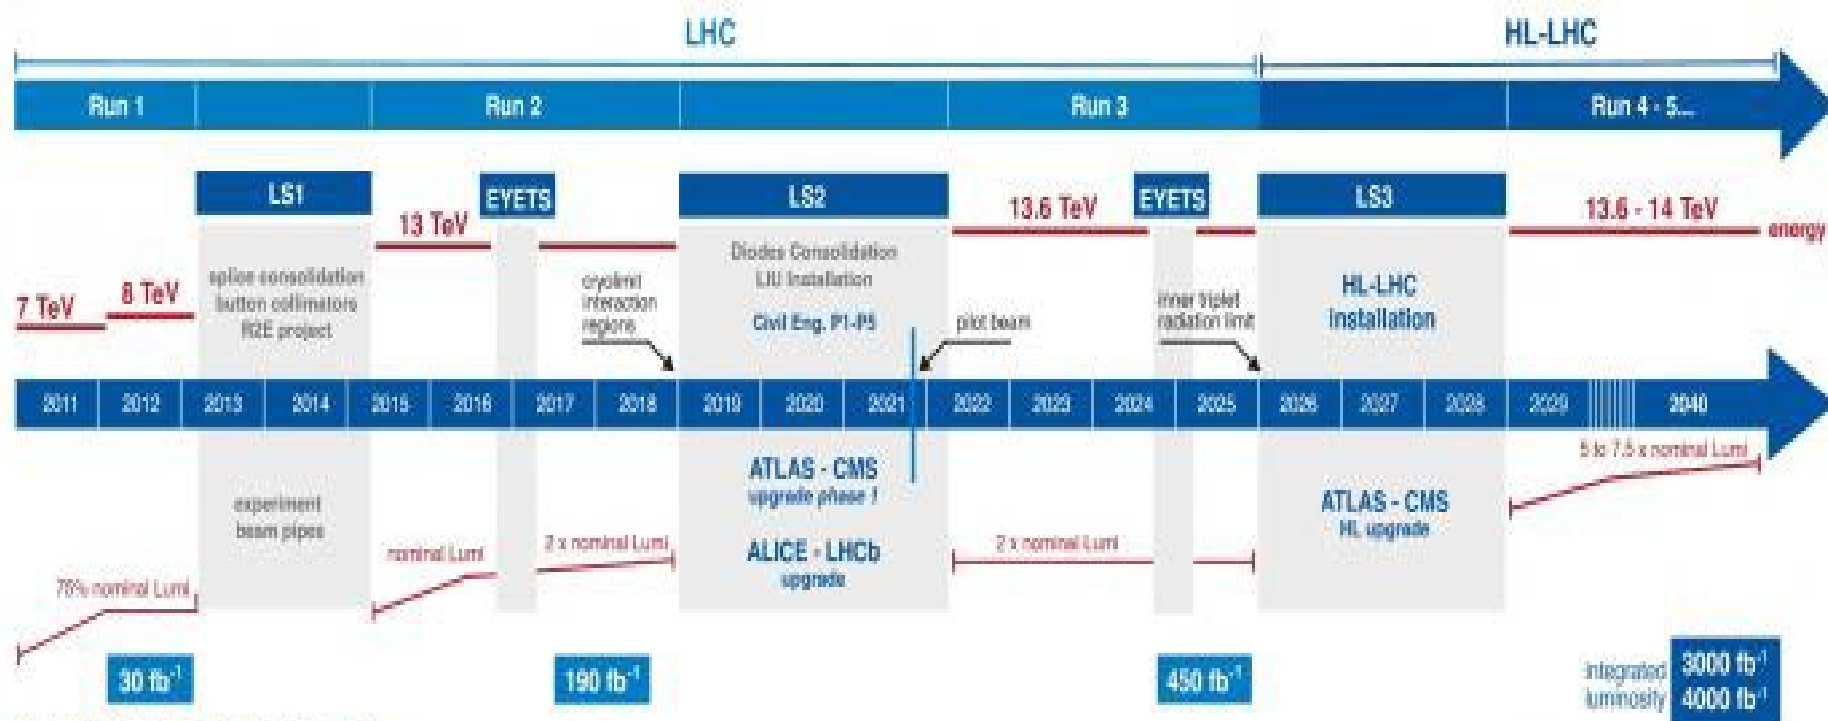 LHC
HL-LHC
Run 1
Run 2
Run 3
Run 4 - 5...
LS1
EYETS
LS2
EYETS
LS3
13 TeV
13.6 TeV
13.6 - 14 TeV
energy
7 TeV
8 TeV
splice consolidation
button collimators
R2E project
cryolimit
interaction
regions
Diodes Consolidation
LIU Installation
Civil Eng. P1-P5
pilot beam
inner triplet
radiation limit
HL-LHC
installation
2011
2012
2013
2014
2015
2016
2017
2018
2019
2020
2021
2022
2023
2024
2025
2026
2027
2028
2029
2040
5 to 7.5 x nominal Lumi
experiment
beam pipes
ATLAS - CMS
upgrade phase 1
ALICE - LHCb
upgrade
ATLAS - CMS
HL upgrade
75% nominal Lumi
nominal Lumi
2 x nominal Lumi
2 x nominal Lumi
30 fb⁻¹
190 fb⁻¹
450 fb⁻¹
integrated
luminosity
3000 fb⁻¹
4000 fb⁻¹